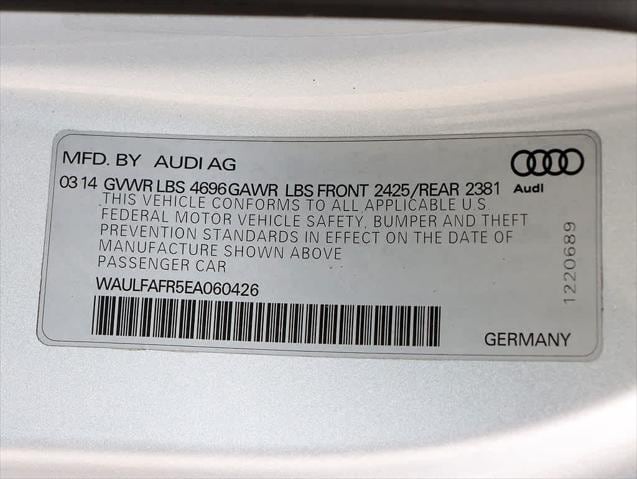 MFD. BY AUDI AG
03 14 GVWR LBS 4696 GAWR LBS FRONT 2425/REAR 2381
Audi
THIS VEHICLE CONFORMS TO ALL APPLICABLE U S
FEDERAL MOTOR VEHICLE SAFETY, BUMPER AND THEFT
PREVENTION STANDARDS IN EFFECT ON THE DATE OF
MANUFACTURE SHOWN ABOVE
PASSENGER CAR
WAULFAFR5EA060426
GERMANY
1220689